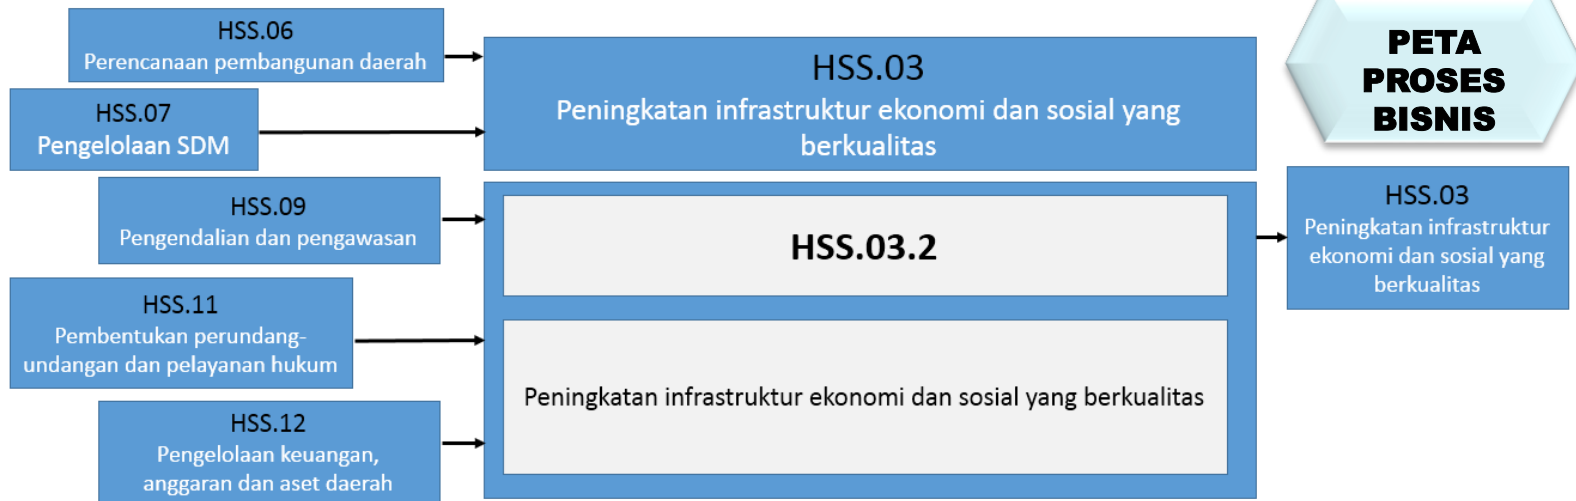 HSS.06
Perencanaan pembangunan daerah
HSS.07
Pengelolaan SDM
HSS.09
Pengendalian dan pengawasan
HSS.11
Pembentukan perundang-
undangan dan pelayanan hukum
HSS.12
Pengelolaan keuangan,
anggaran dan aset daerah
HSS.03
Peningkatan infrastruktur ekonomi dan sosial yang
berkualitas
HSS.03.2
Peningkatan infrastruktur ekonomi dan sosial yang berkualitas
PETA
PROSES
BISNIS
HSS.03
Peningkatan infrastruktur
ekonomi dan sosial yang
berkualitas